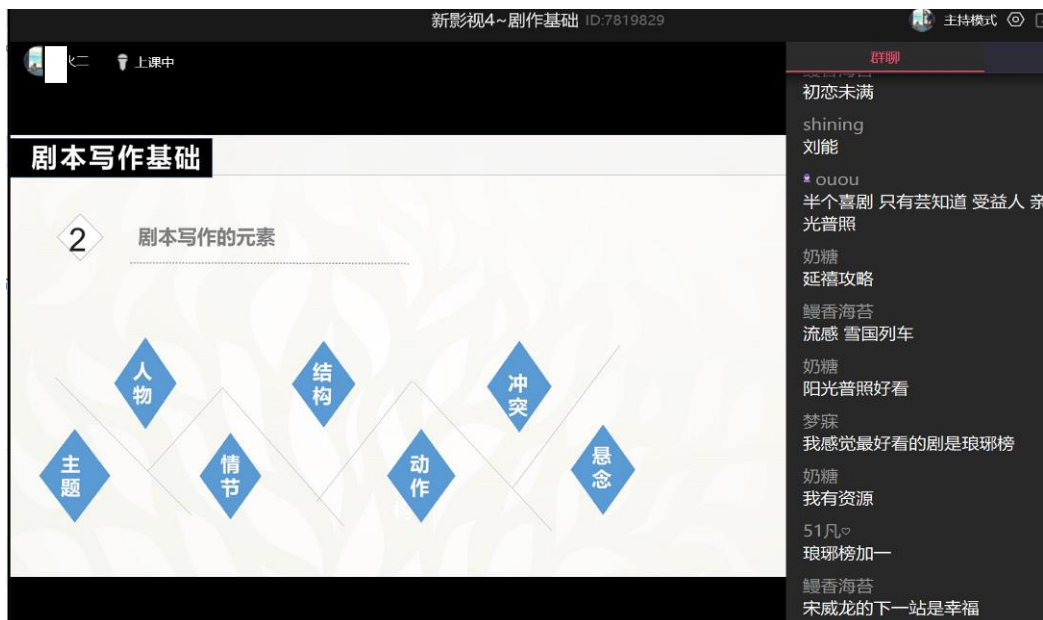 新影视4~剧作基础 ID:7819829
主持模式
上课中
剧本写作基础
2
剧本写作的元素
人物
结构
冲突
主题
情节
动作
悬念
群聊
初恋未满
shining
刘能
ouou
半个喜剧 只有芸知道 受益人 亲
光普照
奶糖
延禧攻略
鳗香海苔
流感 雪国列车
奶糖
阳光普照好看
梦寐
我感觉最好看的剧是琅琊榜
奶糖
我有资源
51凡♡
琅琊榜加一
鳗香海苔
宋威龙的下一站是幸福